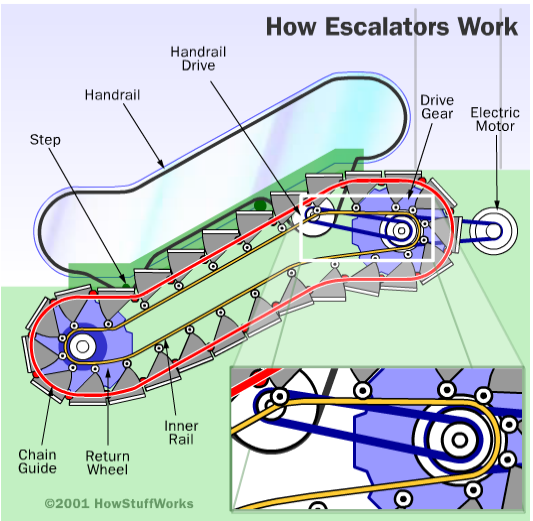 How Escalators Work
Handrail
Drive
Handrail
Drive
Gear
Electric
Motor
Step
Inner
Rail
Chain
Guide
Return
Wheel
©2001 HowStuffWorks